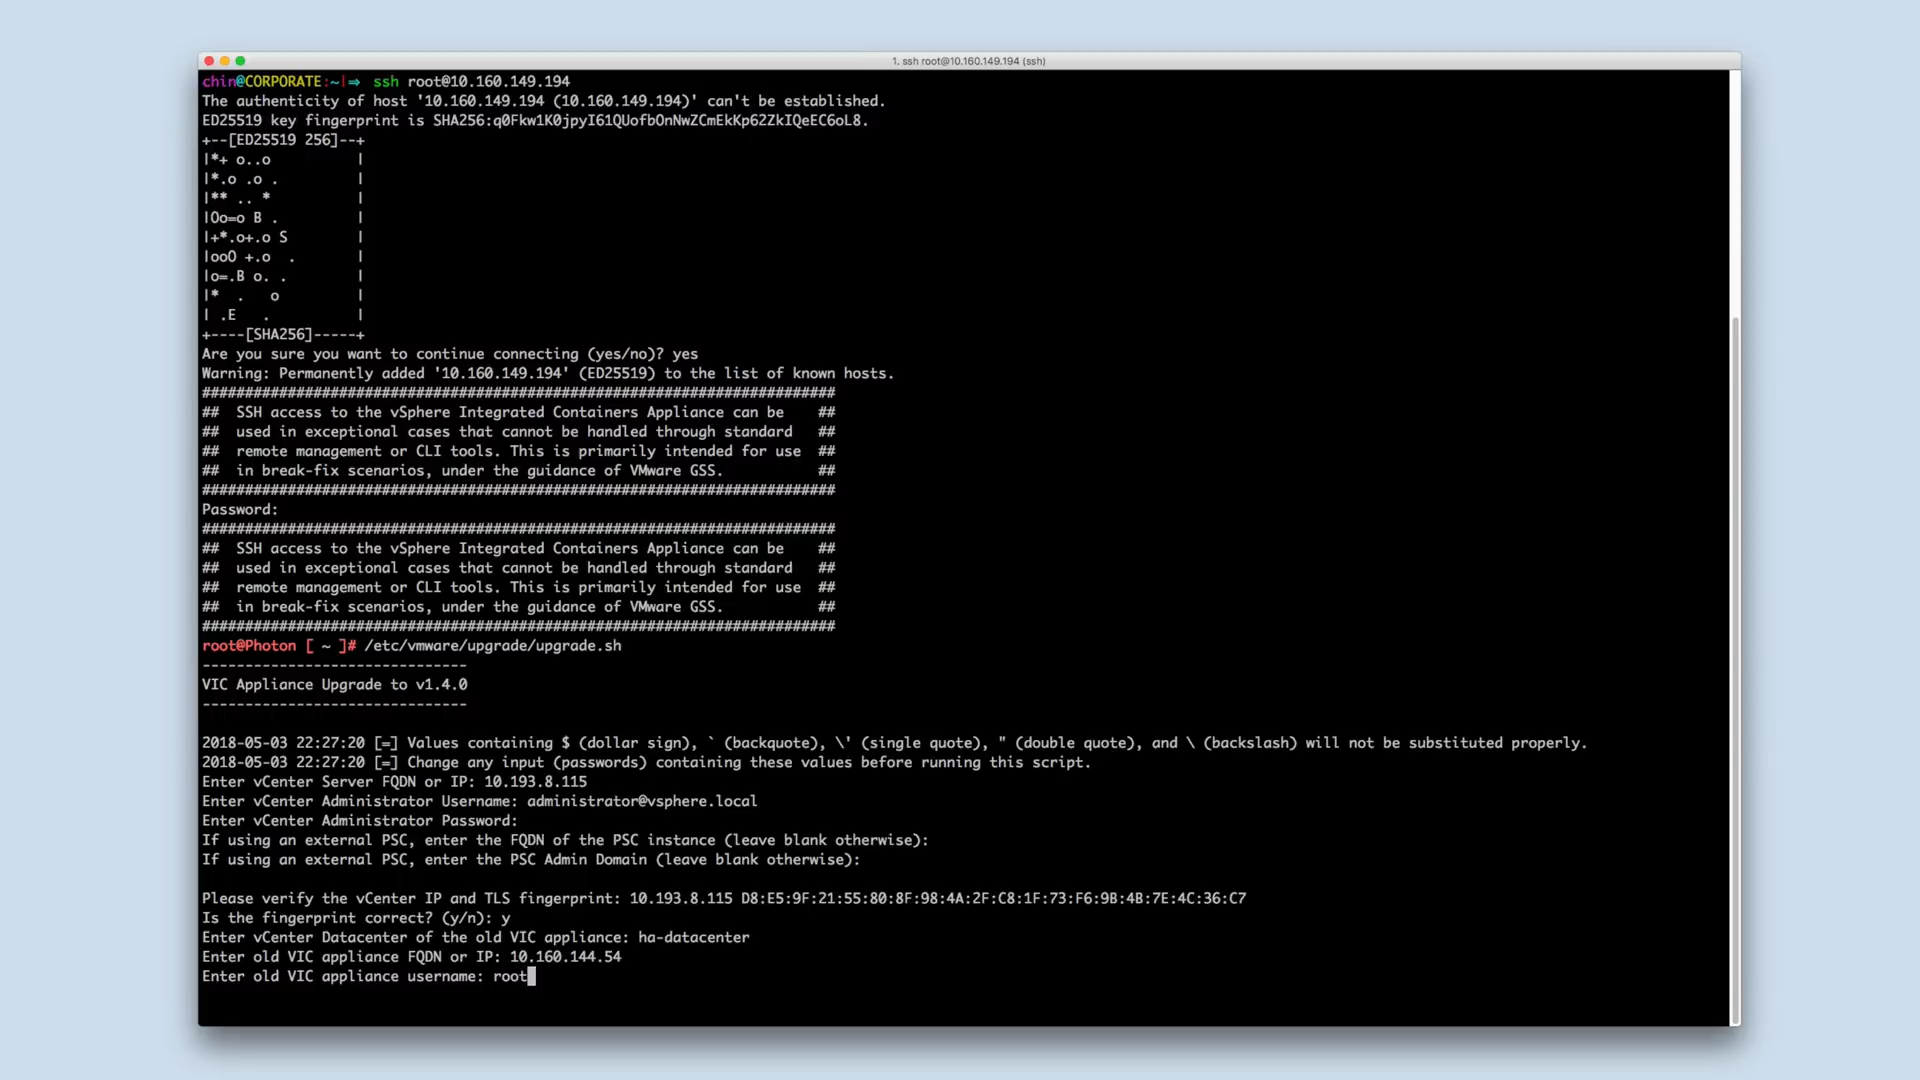 1. ssh root@10.160.149.194 (ssh)
chin@CORPORATE:~|⇒ ssh root@10.160.149.194
The authenticity of host '10.160.149.194 (10.160.149.194)' can't be established.
ED25519 key fingerprint is SHA256:q0Fkw1K0jpyI61QUofbOnNwZCmEkKp62ZkIQeEC6oL8.
+--[ED25519 256]--+
|*+ o..o          |
|*.o .o .         |
|** .. *          |
|Oo=o B .         |
|+*.o+.o S        |
|ooO +.o  .       |
|o=.B o. .        |
|*  .   o         |
| .E   .          |
+----[SHA256]-----+
Are you sure you want to continue connecting (yes/no)? yes
Warning: Permanently added '10.160.149.194' (ED25519) to the list of known hosts.
##########################################################################
##  SSH access to the vSphere Integrated Containers Appliance can be    ##
##  used in exceptional cases that cannot be handled through standard   ##
##  remote management or CLI tools. This is primarily intended for use  ##
##  in break-fix scenarios, under the guidance of VMware GSS.           ##
##########################################################################
Password:
##########################################################################
##  SSH access to the vSphere Integrated Containers Appliance can be    ##
##  used in exceptional cases that cannot be handled through standard   ##
##  remote management or CLI tools. This is primarily intended for use  ##
##  in break-fix scenarios, under the guidance of VMware GSS.           ##
##########################################################################
root@Photon [ ~ ]# /etc/vmware/upgrade/upgrade.sh
-------------------------------
VIC Appliance Upgrade to v1.4.0
-------------------------------
2018-05-03 22:27:20 [=] Values containing $ (dollar sign), ` (backquote), \' (single quote), " (double quote), and \ (backslash) will not be substituted properly.
2018-05-03 22:27:20 [=] Change any input (passwords) containing these values before running this script.
Enter vCenter Server FQDN or IP: 10.193.8.115
Enter vCenter Administrator Username: administrator@vsphere.local
Enter vCenter Administrator Password:
If using an external PSC, enter the FQDN of the PSC instance (leave blank otherwise):
If using an external PSC, enter the PSC Admin Domain (leave blank otherwise):
Please verify the vCenter IP and TLS fingerprint: 10.193.8.115 D8:E5:9F:21:55:80:8F:98:4A:2F:C8:1F:73:F6:9B:4B:7E:4C:36:C7
Is the fingerprint correct? (y/n): y
Enter vCenter Datacenter of the old VIC appliance: ha-datacenter
Enter old VIC appliance FQDN or IP: 10.160.144.54
Enter old VIC appliance username: root